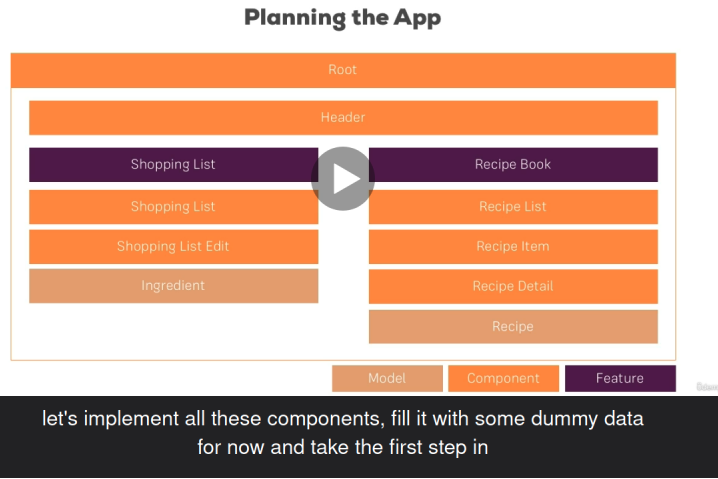 Planning the App
Root
Header
Shopping List
Recipe Book
Shopping List
Recipe List
Shopping List Edit
Recipe Item
Ingredient
Recipe Detail
Recipe
Model
Component
Feature
let's implement all these components, fill it with some dummy data
for now and take the first step in